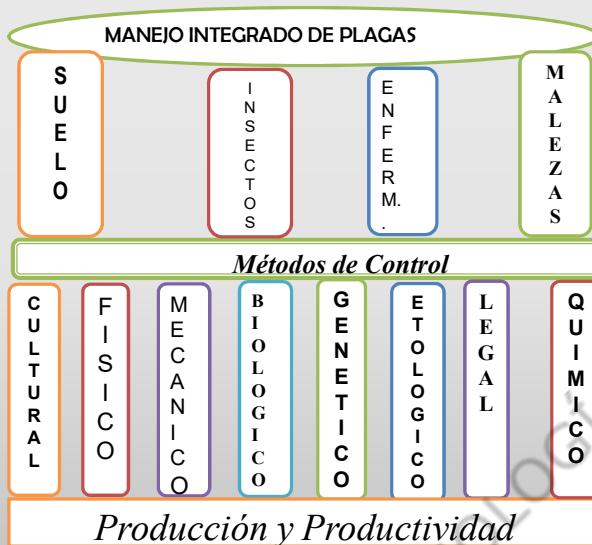 MANEJO INTEGRADO DE PLAGAS
SUELO
INSECTOS
ENFERM.
.
MALEZAS
Métodos de Control
CULTURAL
FISICO
MECANICO
BIOLOGICO
GENETICO
ETOLOGICO
LEGAL
QUIMICO
Producción y Productividad